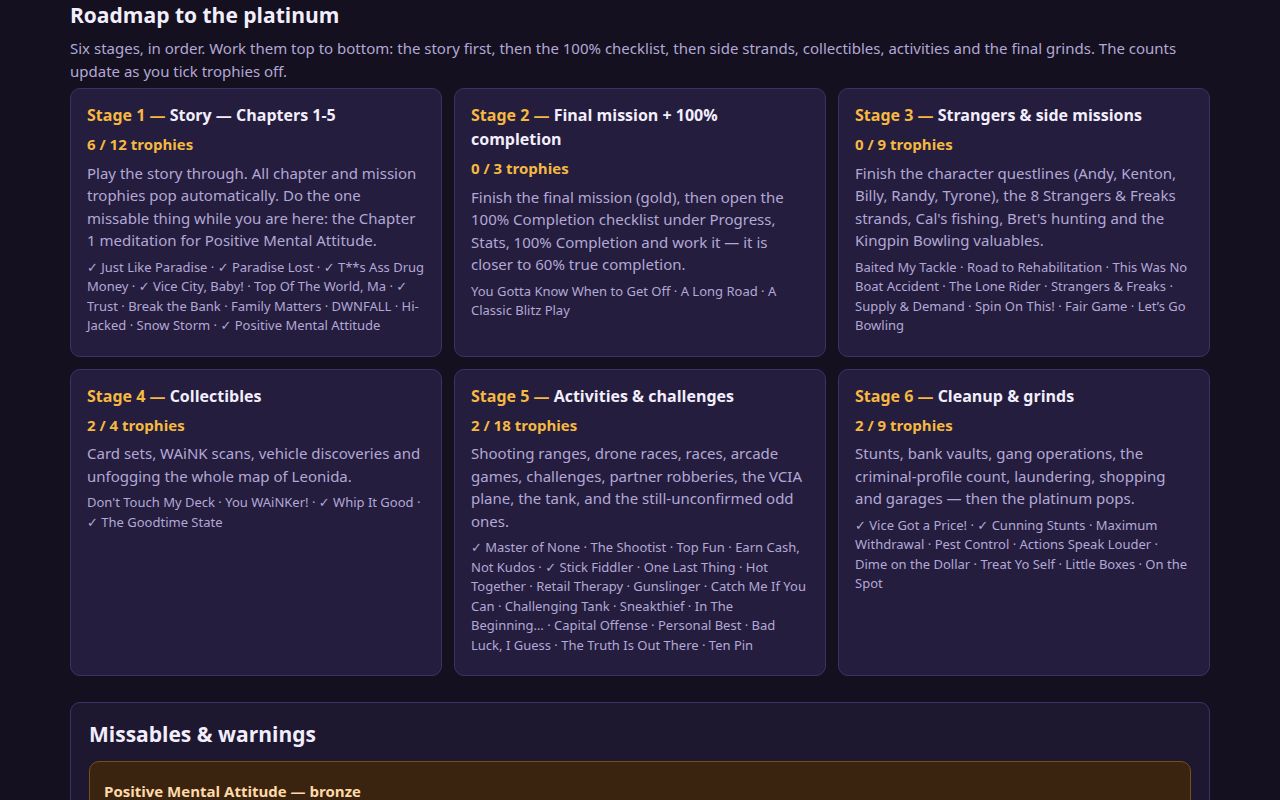 Roadmap to the platinum
Six stages, in order. Work them top to bottom: the story first, then the 100% checklist, then side strands, collectibles, activities and the final grinds. The counts
update as you tick trophies off.
Stage 1 — Story — Chapters 1-5
6 / 12 trophies
Play the story through. All chapter and mission
trophies pop automatically. Do the one
missable thing while you are here: the Chapter
1 meditation for Positive Mental Attitude.
✓ Just Like Paradise · ✓ Paradise Lost · ✓ T**s Ass Drug
Money · ✓ Vice City, Baby! · Top Of The World, Ma · ✓
Trust · Break the Bank · Family Matters · DWNFALL · Hi-
Jacked · Snow Storm · ✓ Positive Mental Attitude
Stage 2 — Final mission + 100%
completion
0 / 3 trophies
Finish the final mission (gold), then open the
100% Completion checklist under Progress,
Stats, 100% Completion and work it — it is
closer to 60% true completion.
You Gotta Know When to Get Off · A Long Road · A
Classic Blitz Play
Stage 3 — Strangers & side missions
0 / 9 trophies
Finish the character questlines (Andy, Kenton,
Billy, Randy, Tyrone), the 8 Strangers & Freaks
strands, Cal's fishing, Bret's hunting and the
Kingpin Bowling valuables.
Baited My Tackle · Road to Rehabilitation · This Was No
Boat Accident · The Lone Rider · Strangers & Freaks ·
Supply & Demand · Spin On This! · Fair Game · Let's Go
Bowling
Stage 4 — Collectibles
2 / 4 trophies
Card sets, WAiNK scans, vehicle discoveries and
unfogging the whole map of Leonida.
Don't Touch My Deck · You WAiNKer! · ✓ Whip It Good ·
✓ The Goodtime State
Stage 5 — Activities & challenges
2 / 18 trophies
Shooting ranges, drone races, races, arcade
games, challenges, partner robberies, the VCIA
plane, the tank, and the still-unconfirmed odd
ones.
✓ Master of None · The Shootist · Top Fun · Earn Cash,
Not Kudos · ✓ Stick Fiddler · One Last Thing · Hot
Together · Retail Therapy · Gunslinger · Catch Me If You
Can · Challenging Tank · Sneakthief · In The
Beginning... · Capital Offense · Personal Best · Bad
Luck, I Guess · The Truth Is Out There · Ten Pin
Stage 6 — Cleanup & grinds
2 / 9 trophies
Stunts, bank vaults, gang operations, the
criminal-profile count, laundering, shopping
and garages — then the platinum pops.
✓ Vice Got a Price! · ✓ Cunning Stunts · Maximum
Withdrawal · Pest Control · Actions Speak Louder ·
Dime on the Dollar · Treat Yo Self · Little Boxes · On the
Spot
Missables & warnings
Positive Mental Attitude — bronze